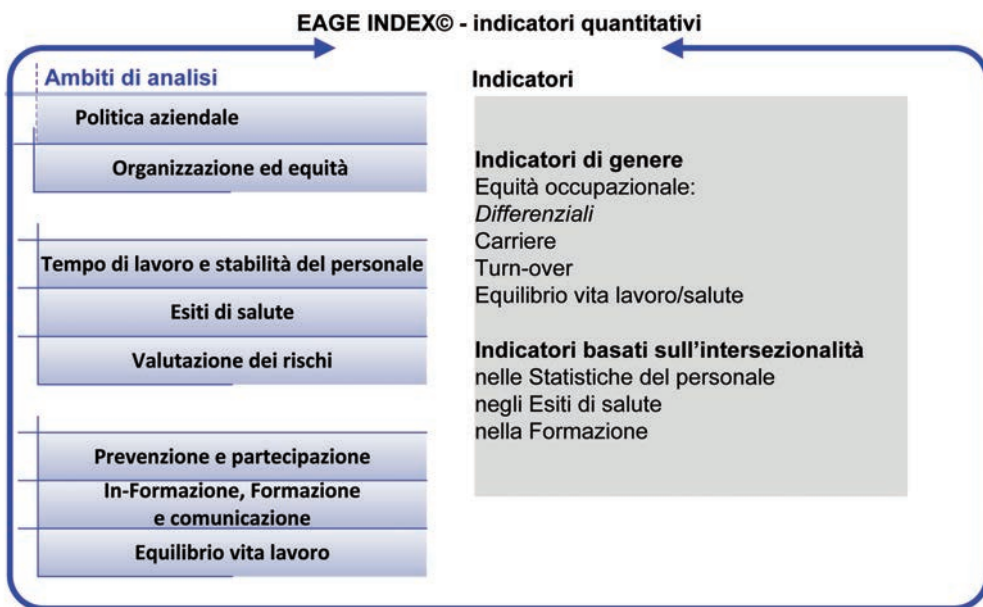 EAGE INDEX© - indicatori quantitativi
Ambiti di analisi
Politica aziendale
Organizzazione ed equità
Tempo di lavoro e stabilità del personale
Esiti di salute
Valutazione dei rischi
Prevenzione e partecipazione
In-Formazione, Formazione
e comunicazione
Equilibrio vita lavoro
Indicatori
Indicatori di genere
Equità occupazionale:
Differenziali
Carriere
Turn-over
Equilibrio vita lavoro/salute
Indicatori basati sull'intersezionalità
nelle Statistiche del personale
negli Esiti di salute
nella Formazione